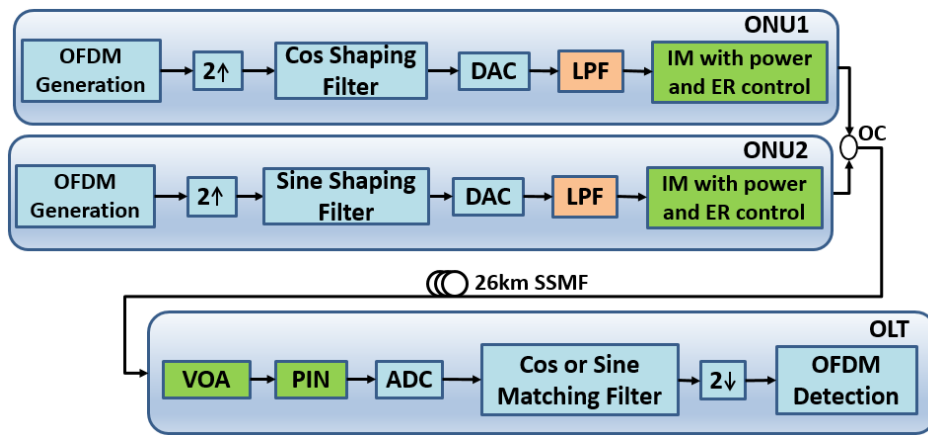 ONU1
OFDM
Generation
2↑
Cos Shaping
Filter
DAC
LPF
IM with power
and ER control
OC
ONU2
OFDM
Generation
2↑
Sine Shaping
Filter
DAC
LPF
IM with power
and ER control
26km SSMF
OLT
VOA
PIN
ADC
Cos or Sine
Matching Filter
2↓
OFDM
Detection